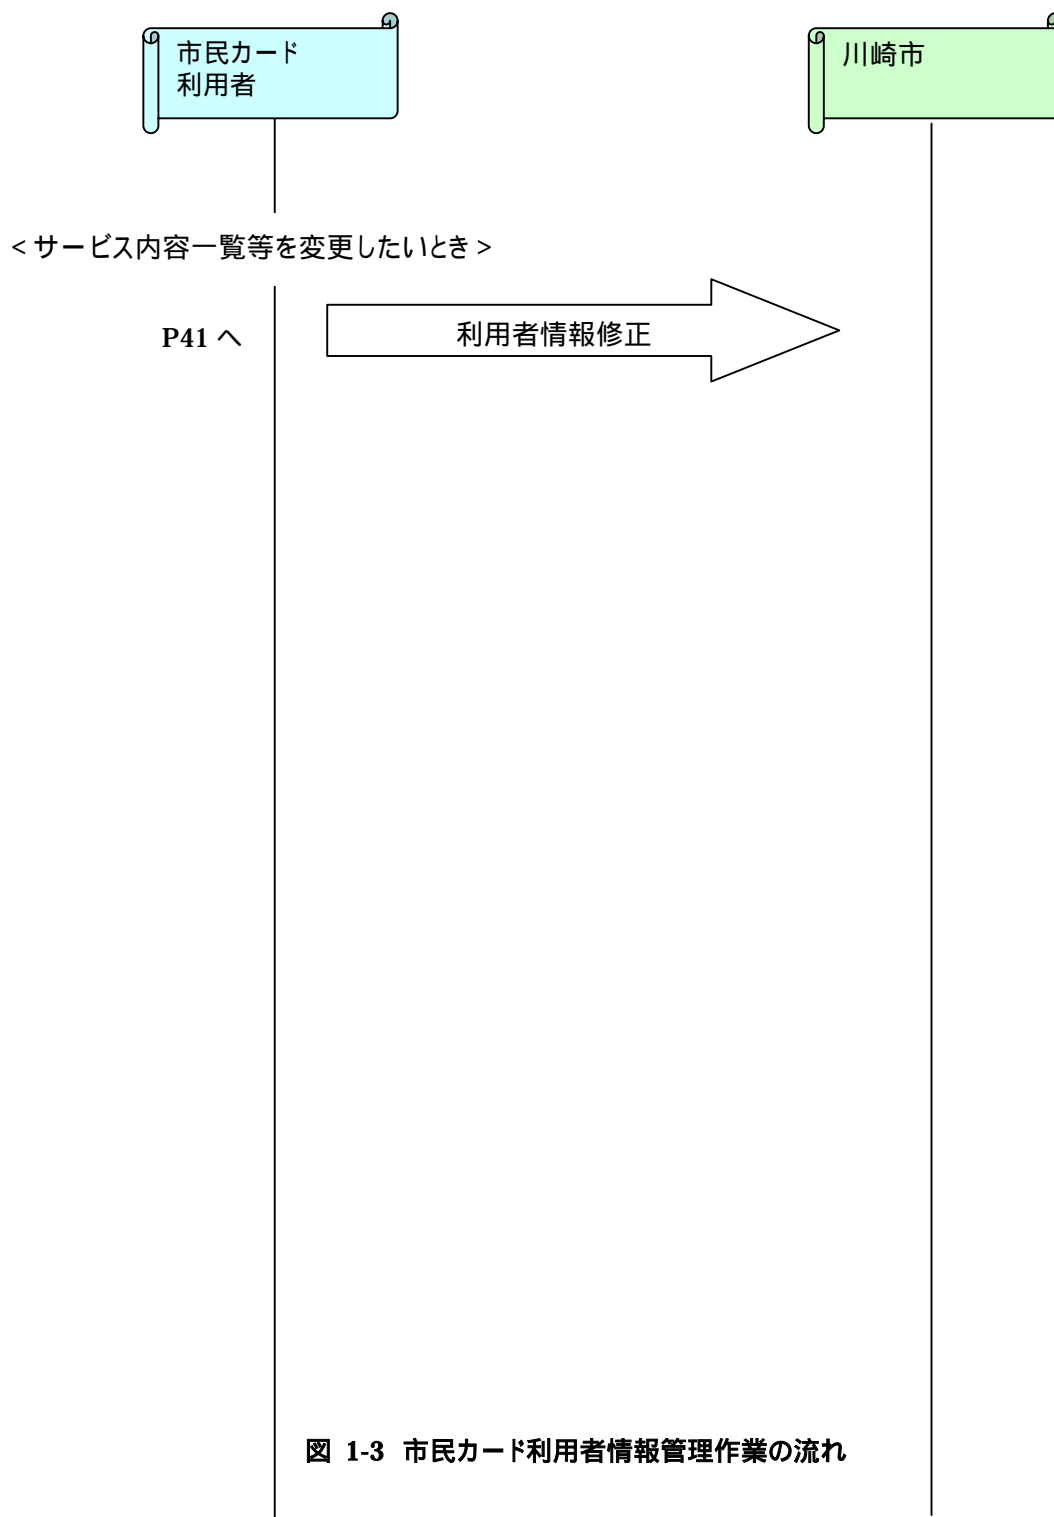 市民カード
利用者
川崎市
<サービス内容一覧等を変更したいとき>
P41 へ
利用者情報修正
図 1-3 市民カード利用者情報管理作業の流れ